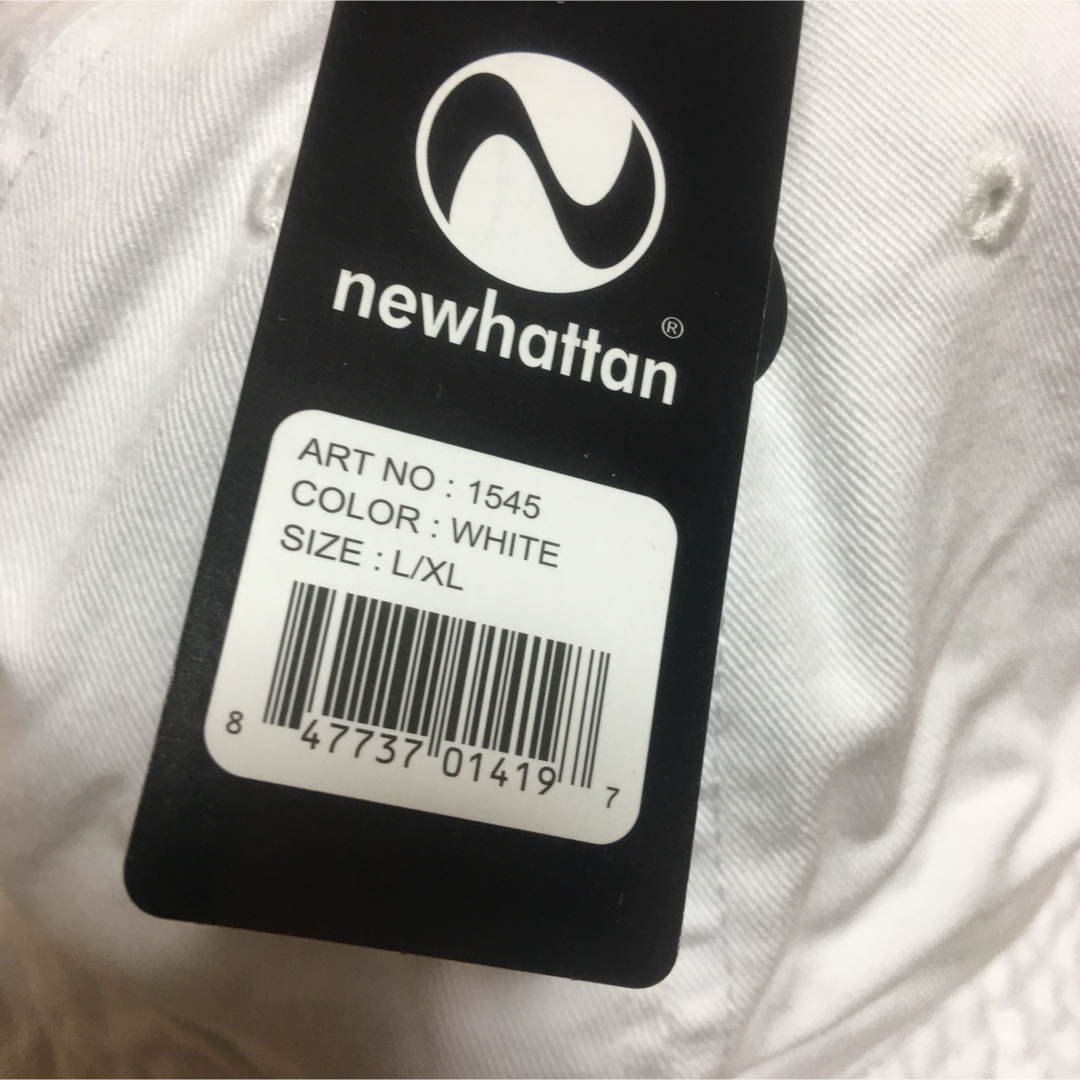 newhattan ®
ART NO : 1545
COLOR : WHITE
SIZE : L/XL
8 47737 01419 7